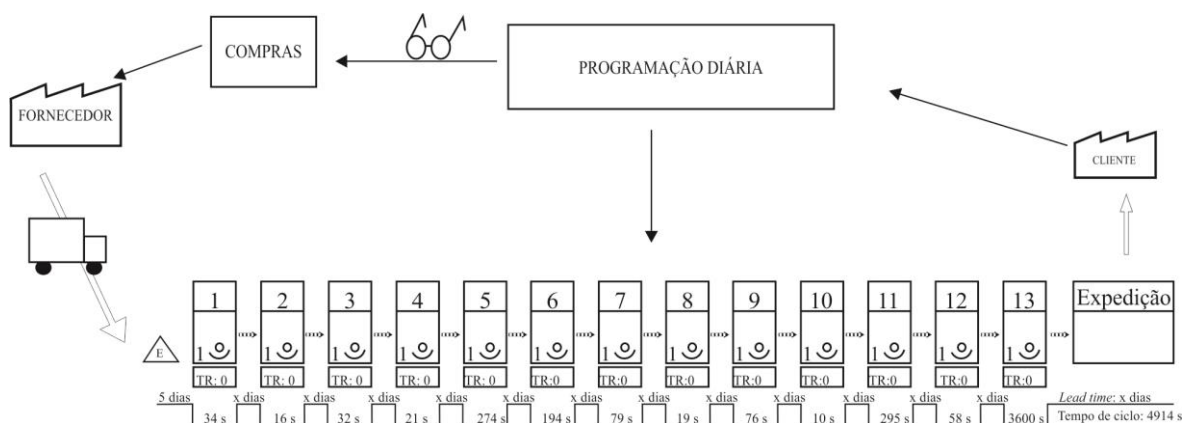 COMPRAS
PROGRAMAÇÃO DIÁRIA
FORNECEDOR
CLIENTE
1 2 3 4 5 6 7 8 9 10 11 12 13 Expedição
E 1 1 1 1 1 1 1 1 1 1 1 1 1
TR: 0 TR: 0 TR: 0 TR: 0 TR: 0 TR:0 TR:0 TR:0 TR:0 TR:0 TR:0 TR:0 TR:0
5 dias x dias x dias x dias x dias x dias x dias x dias x dias x dias x dias x dias x dias Lead time: x dias
34 s 16 s 32 s 21 s 274 s 194 s 79 s 19 s 76 s 10 s 295 s 58 s 3600 s Tempo de ciclo: 4914 s